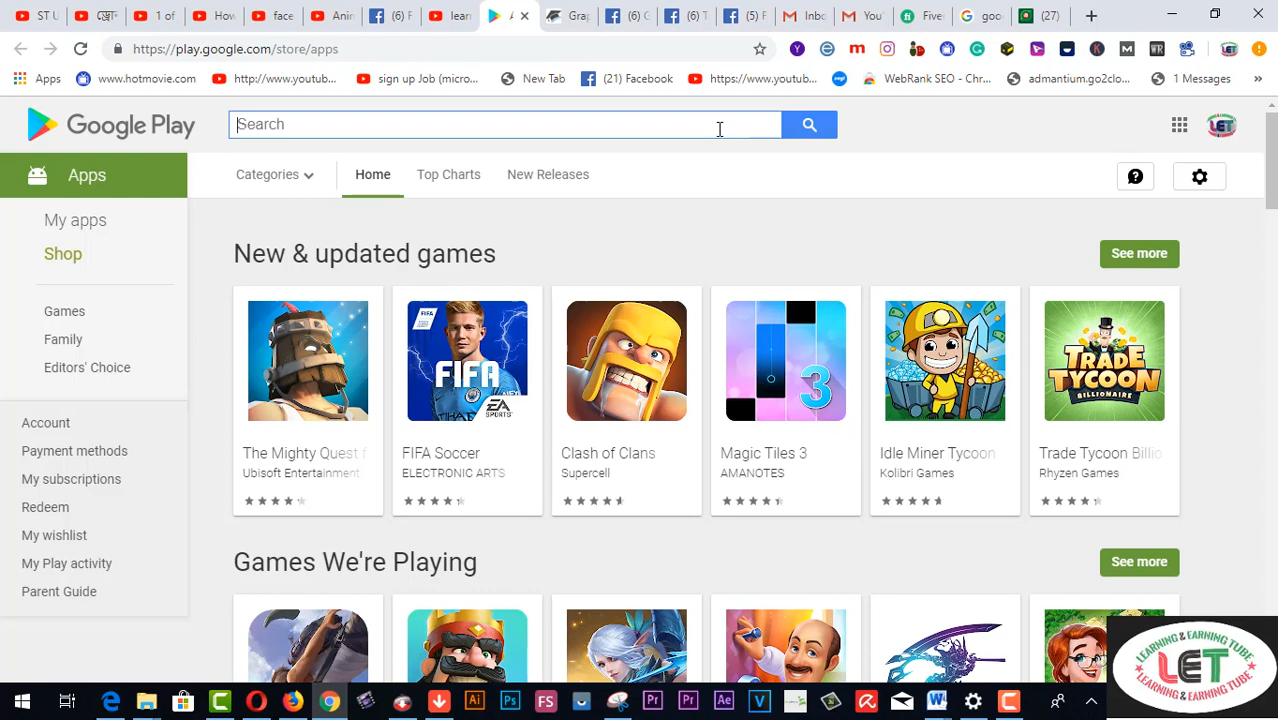 ST U
1 of
How
face
Anin
(6) F
learn
A
Grap
(6) C
(6) T
(5) F
Inbo
You'
Five
goo
(27)
https://play.google.com/store/apps
Apps
www.hotmovie.com
http://www.youtub...
sign up Job (micro...
New Tab
(21) Facebook
https://www.youtub...
WebRank SEO - Chr...
admantium.go2clo...
1 Messages
»
Google Play
Search
LET
Apps
Categories
Home
Top Charts
New Releases
My apps
Shop
Games
Family
Editors' Choice
Account
Payment methods
My subscriptions
Redeem
My wishlist
My Play activity
Parent Guide
New & updated games
See more
FIFA
FIFA
EA
SPORTS
3
TRADE
TYCOON
BILLIONAIRE
The Mighty Quest f
Ubisoft Entertainment
FIFA Soccer
ELECTRONIC ARTS
Clash of Clans
Supercell
Magic Tiles 3
AMANOTES
Idle Miner Tycoon
Kolibri Games
Trade Tycoon Billio
Rhyzen Games
Games We're Playing
See more
LEARNING & EARNING TUBE
LET
LEARNING & EARNING TUBE